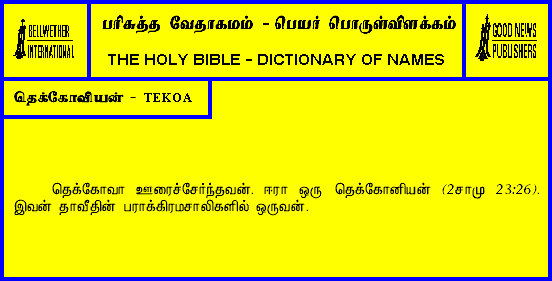 BELLWETHER
INTERNATIONAL
பரிசுத்த வேதாகமம் - பெயர் பொருள்விளக்கம்
THE HOLY BIBLE - DICTIONARY OF NAMES
GOOD NEWS
PUBLISHERS
தெக்கோவியன் - TEKOA
தெக்கோவா ஊரைச்சேர்ந்தவன். ஈரா ஒரு தெக்கோனியன் (2சாமு 23:26).
இவன் தாவீதின் பராக்கிரமசாலிகளில் ஒருவன்.